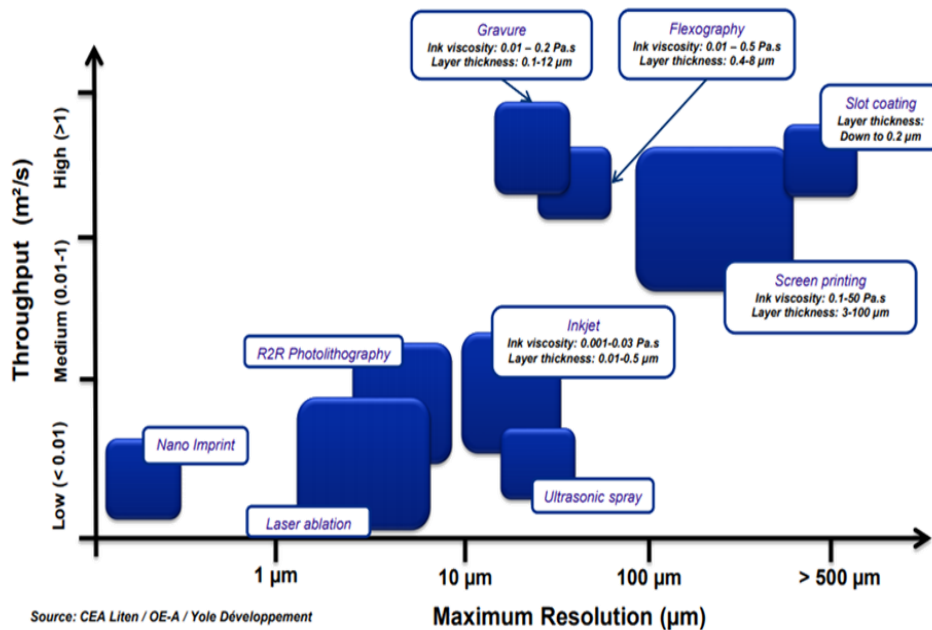 Gravure
Ink viscosity: 0.01 – 0.2 Pa.s
Layer thickness: 0.1-12 µm
Flexography
Ink viscosity: 0.01 – 0.5 Pa.s
Layer thickness: 0.4-8 µm
Slot coating
Layer thickness:
Down to 0.2 µm
Screen printing
Ink viscosity: 0.1-50 Pa.s
Layer thickness: 3-100 µm
Inkjet
Ink viscosity: 0.001-0.03 Pa.s
Layer thickness: 0.01-0.5 µm
R2R Photolithography
Nano Imprint
Laser ablation
Ultrasonic spray
Throughput (m²/s)
High (>1)
Medium (0.01-1)
Low (< 0.01)
1 µm
10 µm
100 µm
> 500 µm
Maximum Resolution (µm)
Source: CEA Liten / OE-A / Yole Développement